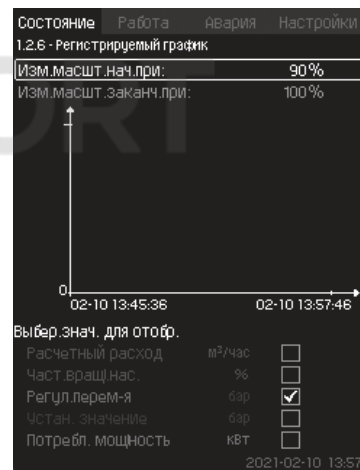 Состояние Работа Авария Настройки
1.2.6 - Регистрируемый график
Изм.масшт.нач.при: 90%
Изм.масшт.заканч.при: 100%
0
02-10 13:45:36 02-10 13:57:46
Выбер.знач. для отобр.
Расчетный расход м³/час
Част.вращ.нас. %
Регул.перем-я бар
Устан. значение бар
Потребл. мощность кВт
2021-02-10 13:57